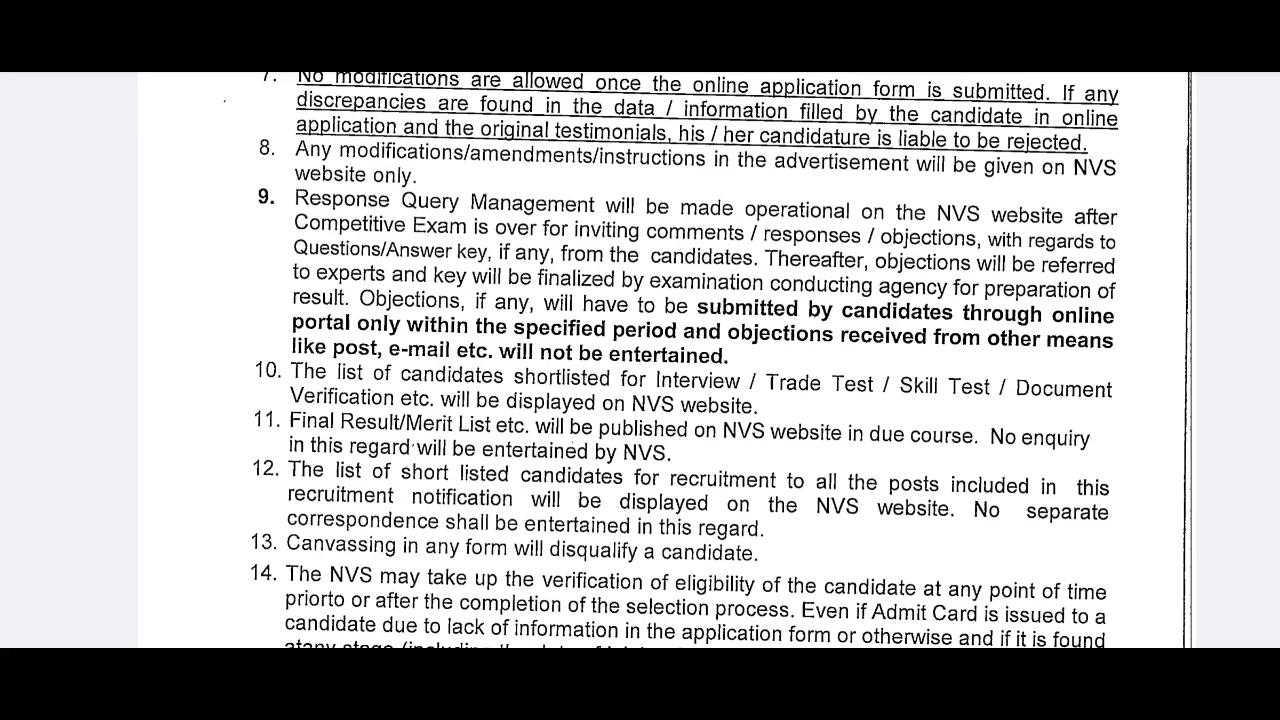 7. No modifications are allowed once the online application form is submitted. If any
discrepancies are found in the data / information filled by the candidate in online
application and the original testimonials, his / her candidature is liable to be rejected.
8. Any modifications/amendments/instructions in the advertisement will be given on NVS
website only.
9. Response Query Management will be made operational on the NVS website after
Competitive Exam is over for inviting comments / responses / objections, with regards to
Questions/Answer key, if any, from the candidates. Thereafter, objections will be referred
to experts and key will be finalized by examination conducting agency for preparation of
result. Objections, if any, will have to be submitted by candidates through online
portal only within the specified period and objections received from other means
like post, e-mail etc. will not be entertained.
10. The list of candidates shortlisted for Interview / Trade Test / Skill Test / Document
Verification etc. will be displayed on NVS website.
11. Final Result/Merit List etc. will be published on NVS website in due course. No enquiry
in this regard will be entertained by NVS.
12. The list of short listed candidates for recruitment to all the posts included in this
recruitment notification will be displayed on the NVS website. No separate
correspondence shall be entertained in this regard.
13. Canvassing in any form will disqualify a candidate.
14. The NVS may take up the verification of eligibility of the candidate at any point of time
priorto or after the completion of the selection process. Even if Admit Card is issued to a
candidate due to lack of information in the application form or otherwise and if it is found
atany stage (including the